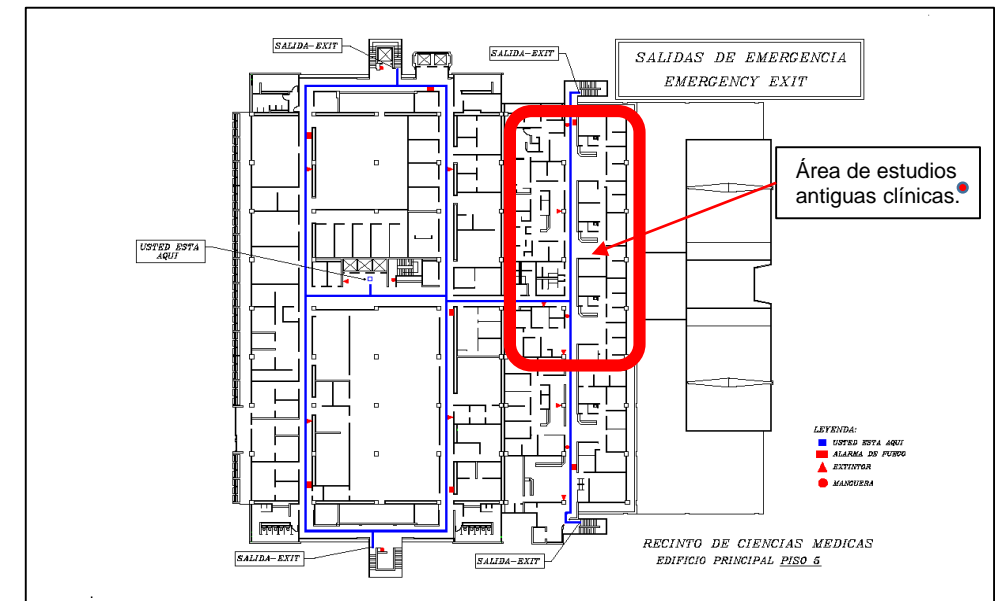 SALIDA-EXIT
SALIDA-EXIT
SALIDAS DE EMERGENCIA
EMERGENCY EXIT
Área de estudios
antiguas clínicas.
USTED ESTA
AQUI
LEYENDA:
USTED ESTA AQUI
ALARMA DE FUEGO
EXTINTOR
MANGUERA
SALIDA-EXIT
SALIDA-EXIT
RECINTO DE CIENCIAS MEDICAS
EDIFICIO PRINCIPAL PISO 5